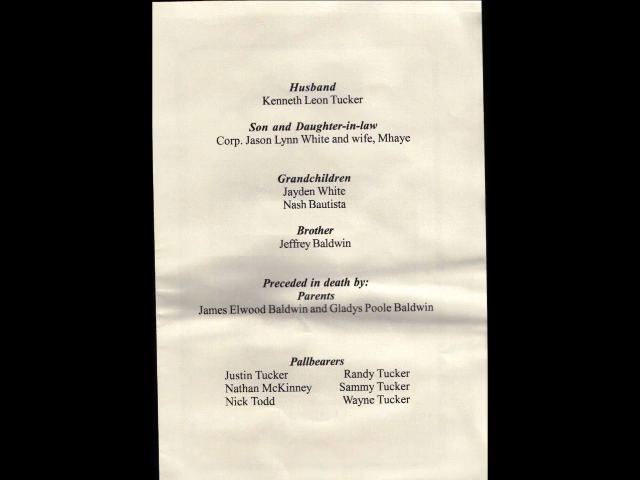 Husband
Kenneth Leon Tucker
Son and Daughter-in-law
Corp. Jason Lynn White and wife, Mhaye
Grandchildren
Jayden White
Nash Bautista
Brother
Jeffrey Baldwin
Preceded in death by:
Parents
James Elwood Baldwin and Gladys Poole Baldwin
Pallbearers
Justin Tucker Randy Tucker
Nathan McKinney Sammy Tucker
Nick Todd Wayne Tucker